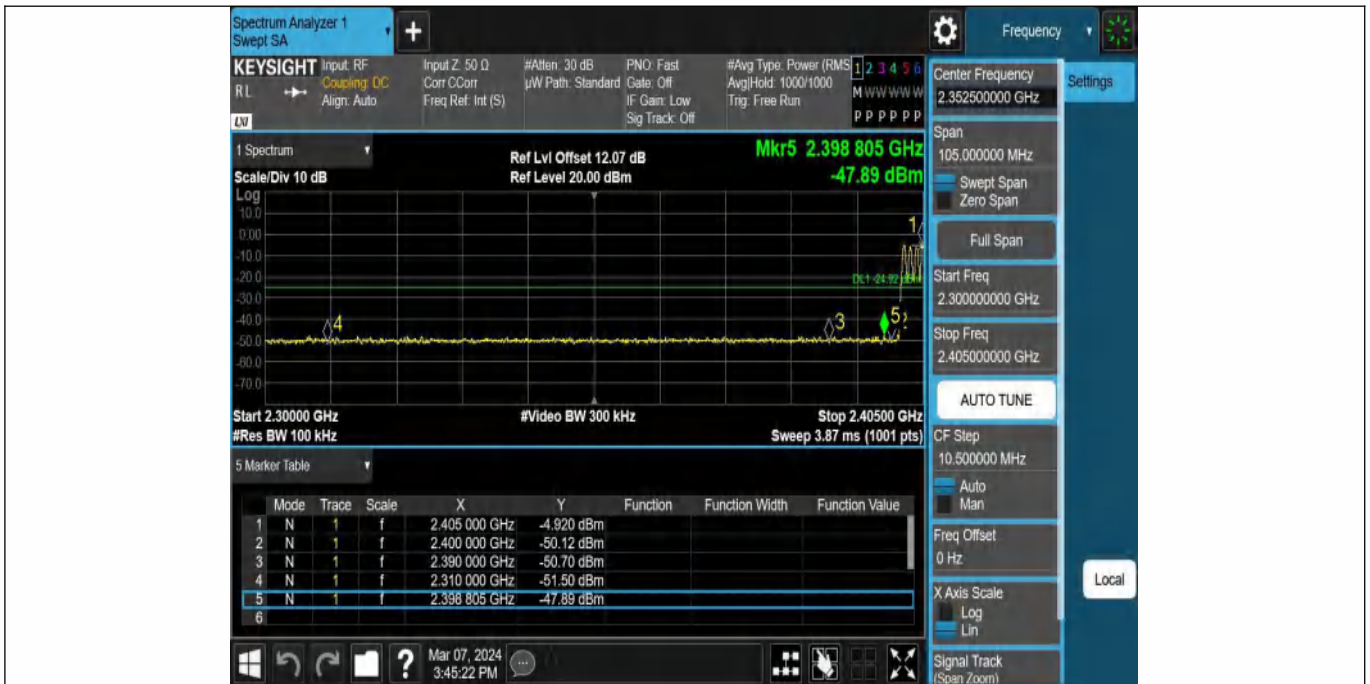 Spectrum Analyzer 1
Swept SA
+
Frequency
KEYSIGHT
RL
LXI
Input: RF
Coupling: DC
Align: Auto
Input Z: 50 Ω
Corr CCorr
Freq Ref: Int (S)
#Atten: 30 dB
µW Path: Standard
PNO: Fast
Gate: Off
IF Gain: Low
Sig Track: Off
#Avg Type: Power (RMS
Avg|Hold: 1000/1000
Trig: Free Run
1 2 3 4 5 6
M W W W W W
P P P P P P
1 Spectrum
Scale/Div 10 dB
Ref Lvl Offset 12.07 dB
Ref Level 20.00 dBm
Mkr5 2.398 805 GHz
-47.89 dBm
Log
10.0
0.00
-10.0
-20.0
-30.0
-40.0
-50.0
-60.0
-70.0
1
DL1 -24.92 dBm
4
3
5
Start 2.30000 GHz
#Res BW 100 kHz
#Video BW 300 kHz
Stop 2.40500 GHz
Sweep 3.87 ms (1001 pts)
5 Marker Table
Mode Trace Scale X Y Function Function Width Function Value
1 N 1 f 2.405 000 GHz -4.920 dBm
2 N 1 f 2.400 000 GHz -50.12 dBm
3 N 1 f 2.390 000 GHz -50.70 dBm
4 N 1 f 2.310 000 GHz -51.50 dBm
5 N 1 f 2.398 805 GHz -47.89 dBm
6
?
Mar 07, 2024
3:45:22 PM
Center Frequency
2.352500000 GHz
Settings
Span
105.000000 MHz
Swept Span
Zero Span
Full Span
Start Freq
2.300000000 GHz
Stop Freq
2.405000000 GHz
AUTO TUNE
CF Step
10.500000 MHz
Auto
Man
Freq Offset
0 Hz
Local
X Axis Scale
Log
Lin
Signal Track
(Span Zoom)